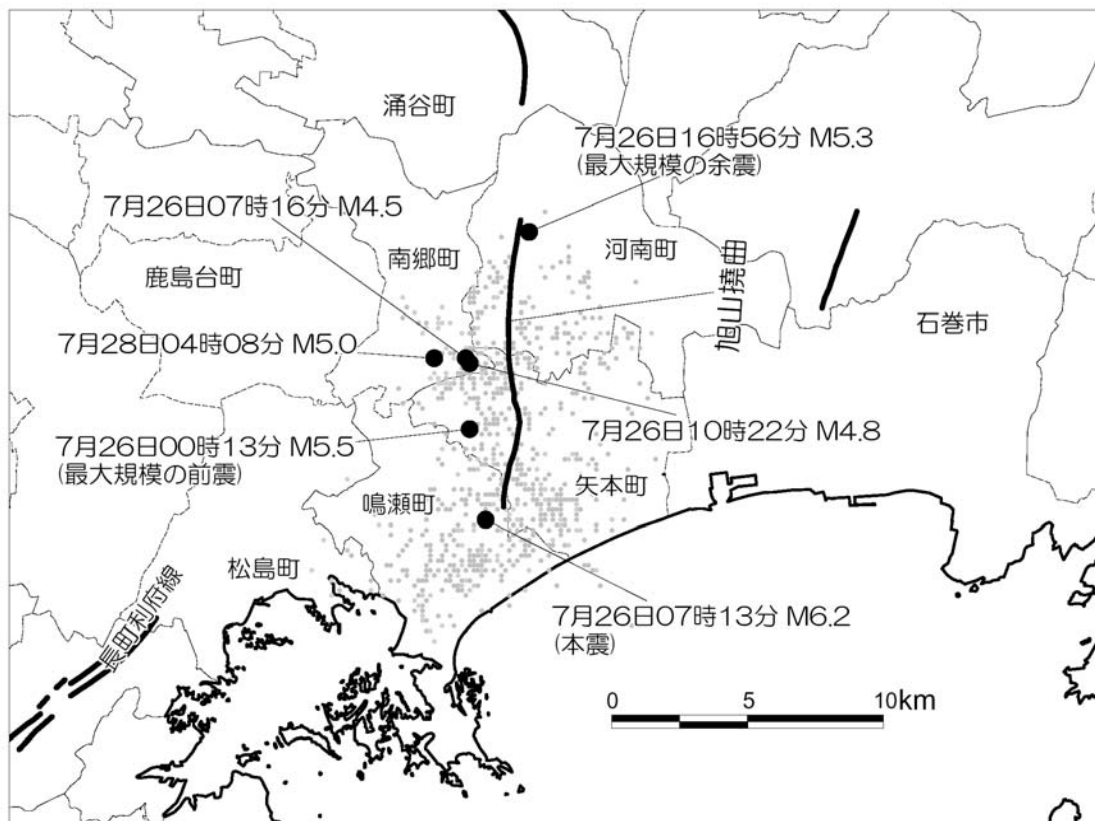 涌谷町
7月26日16時56分 M5.3
(最大規模の余震)
7月26日07時16分 M4.5
南郷町
河南町
鹿島台町
旭山撓曲
石巻市
7月28日04時08分 M5.0
7月26日10時22分 M4.8
7月26日00時13分 M5.5
(最大規模の前震)
矢本町
鳴瀬町
松島町
長町利府線
7月26日07時13分 M6.2
(本震)
0 5 10km